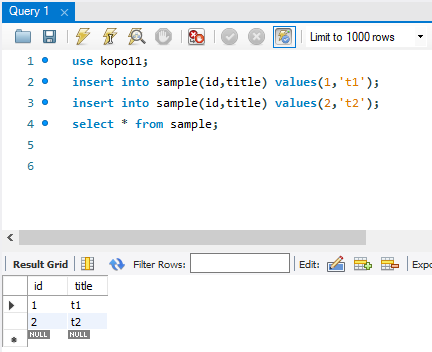 Query 1
Limit to 1000 rows
1 use kopo11;
2 insert into sample(id,title) values(1,'t1');
3 insert into sample(id,title) values(2,'t2');
4 select * from sample;
5
6
Result Grid Filter Rows: Edit: Expo
id title
1 t1
2 t2
NULL NULL